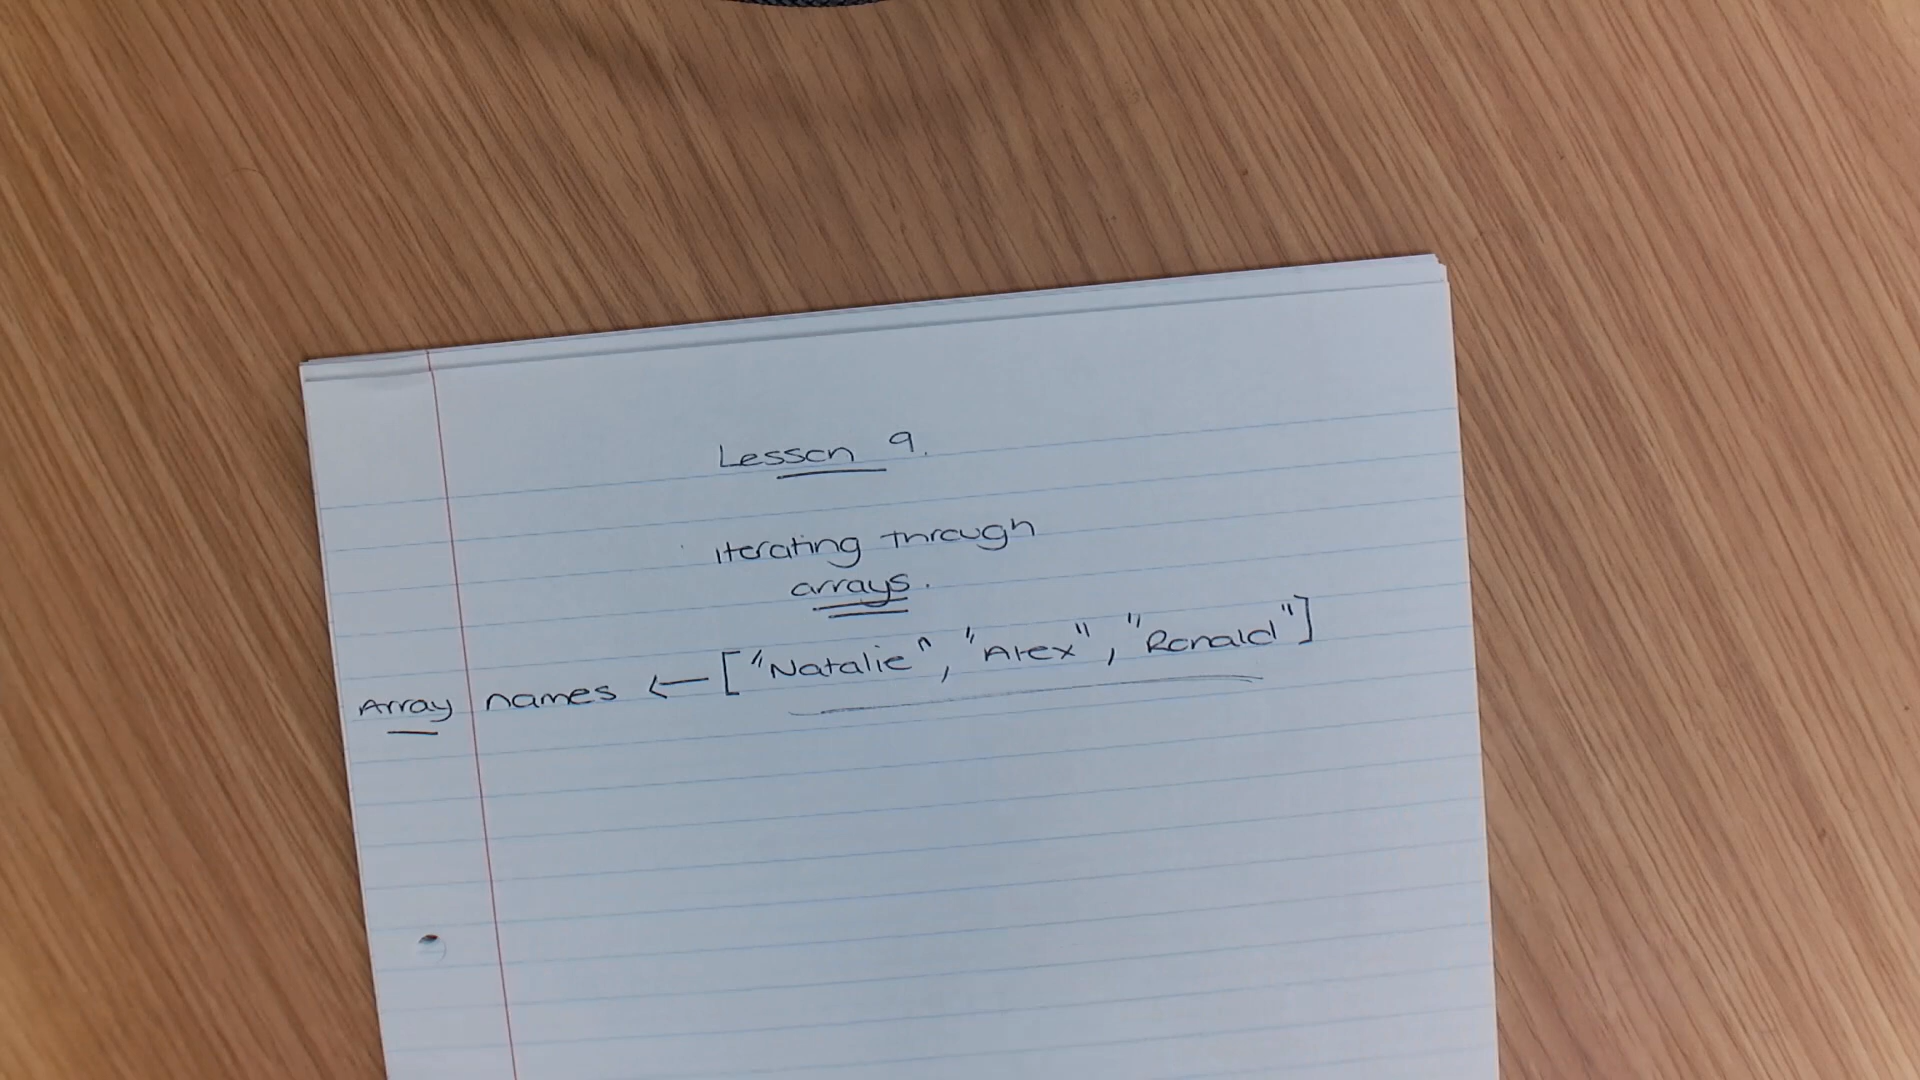 Lesson 9.
iterating through
arrays.
Array names ← ["Natalie", "Alex", "Ronald"]